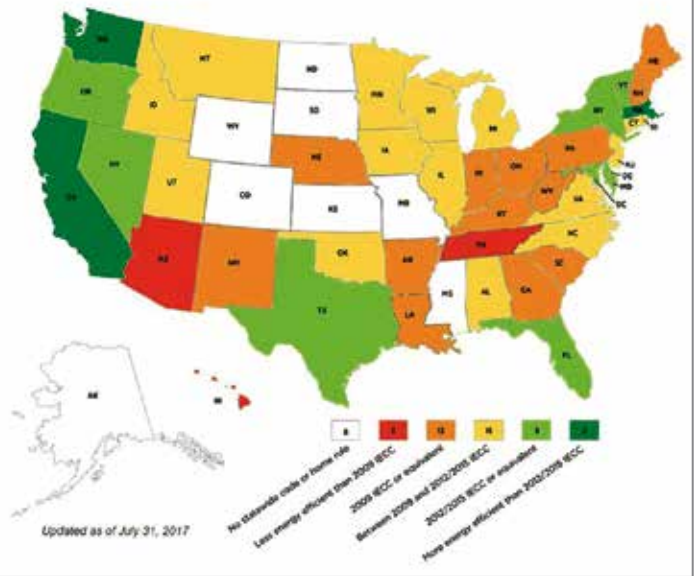 MT
ND
ME
OR
MN
VT
NH
ID
SD
WI
NY
WY
MI
CT
RI
NE
IA
PA
NJ
NV
OH
DE
UT
IL
IN
MD
CO
WV
DC
KS
MO
VA
KY
OK
TN
NC
AZ
NM
AR
SC
MS
AL
GA
TX
LA
FL
AK
HI
No statewide code or home rule
Less energy efficient than 2009 IECC
2009 IECC or equivalent
Between 2009 and 2012/2015 IECC
2012/2015 IECC or equivalent
More energy efficient than 2012/2015 IECC
Updated as of July 31, 2017